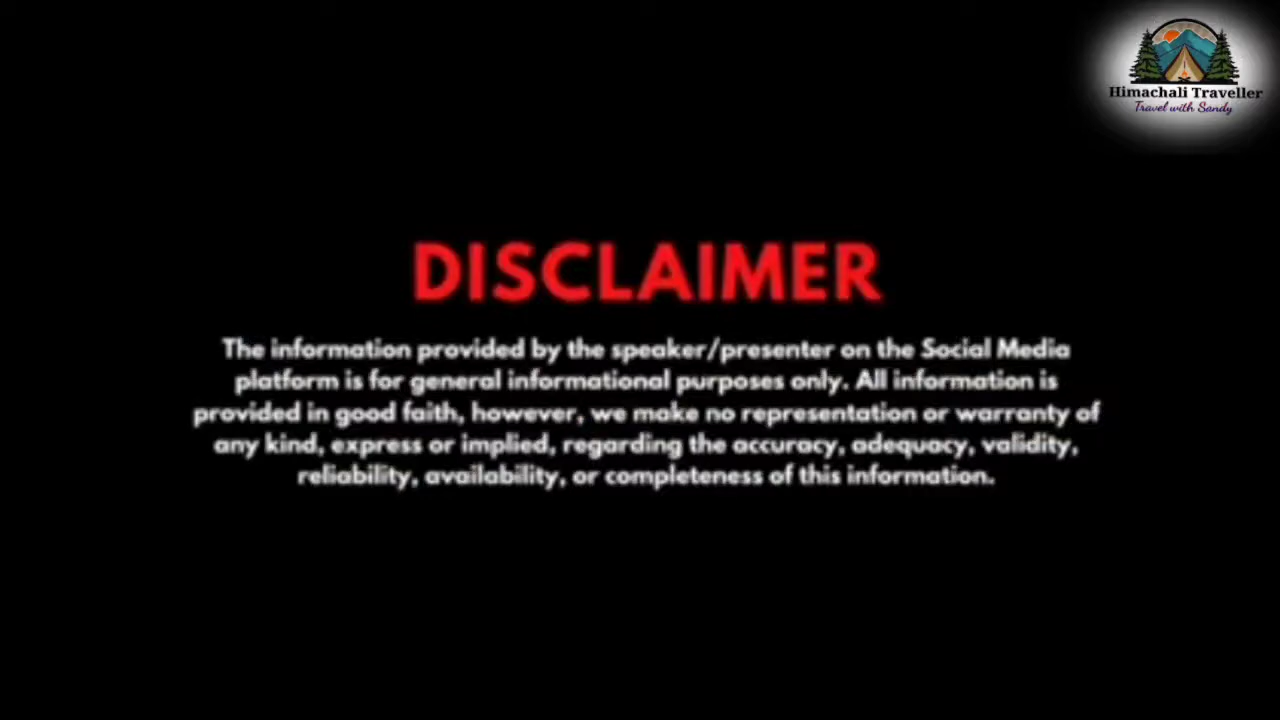 Himachali Traveller
Travel with Sandy
DISCLAIMER
The information provided by the speaker/presenter on the Social Media
platform is for general informational purposes only. All information is
provided in good faith, however, we make no representation or warranty of
any kind, express or implied, regarding the accuracy, adequacy, validity,
reliability, availability, or completeness of this information.